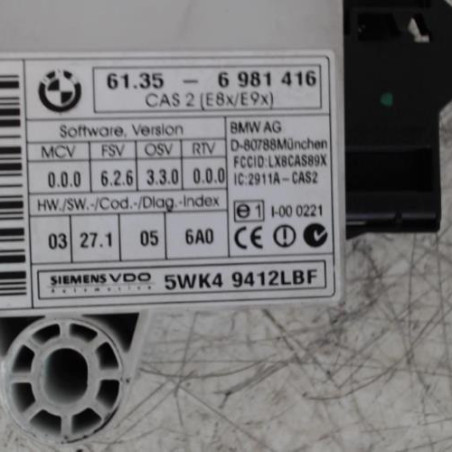 61.35 – 6 981 416
CAS 2 (E8x/E9x)
Software, Version
MCV FSV OSV RTV
0.0.0 6.2.6 3.3.0 0.0.0
HW./SW.-/Cod.-/Diag.-Index
03 27.1 05 6A0
BMW AG
D-80788München
FCCID:LX8CAS89X
IC:2911A-CAS2
e1 I-00 0221
CE
SIEMENS VDO
Automotive
5WK4 9412LBF